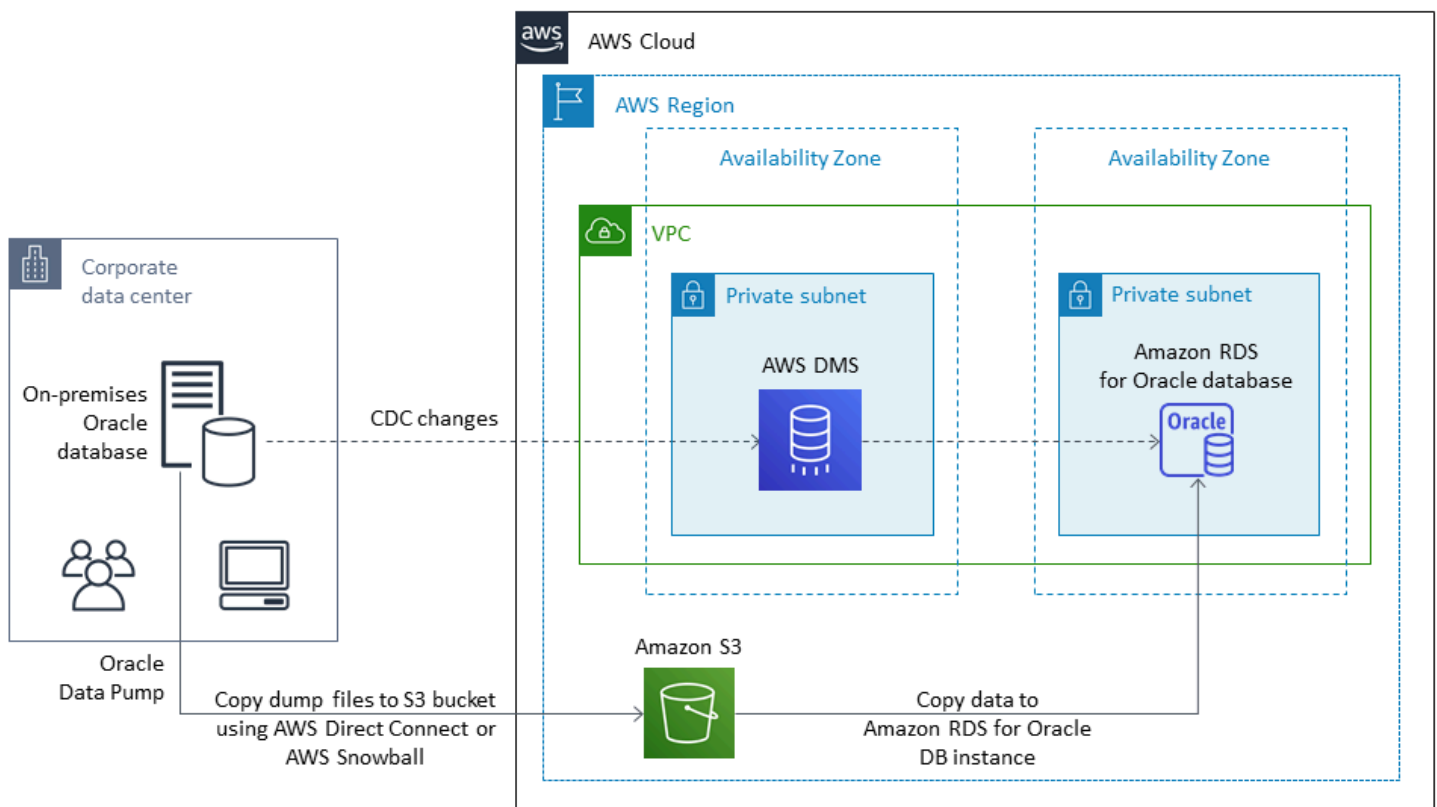 aws
AWS Cloud
AWS Region
Availability Zone
Availability Zone
VPC
Corporate
data center
Private subnet
Private subnet
AWS DMS
Amazon RDS
for Oracle database
Oracle
On-premises
Oracle
database
CDC changes
Oracle
Data Pump
Copy dump files to S3 bucket
using AWS Direct Connect or
AWS Snowball
Amazon S3
Copy data to
Amazon RDS for Oracle
DB instance